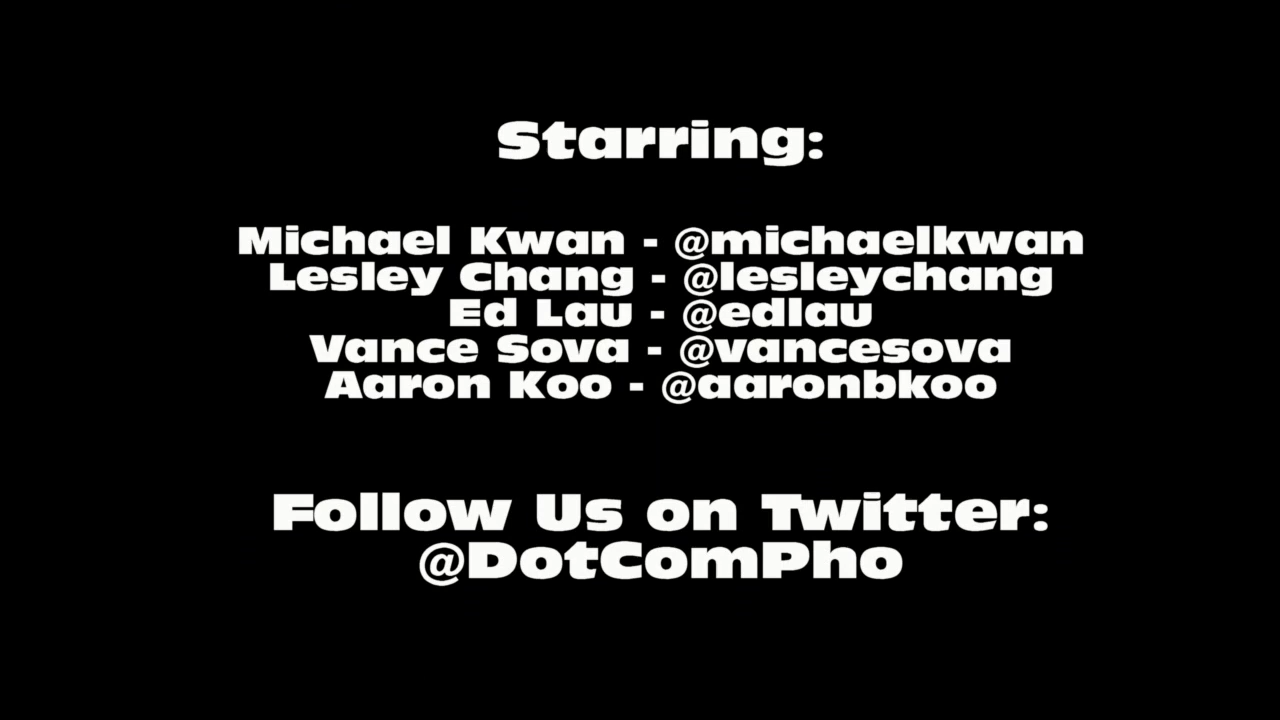 Starring:
Michael Kwan - @michaelkwan
Lesley Chang - @lesleychang
Ed Lau - @edlau
Vance Sova - @vancesova
Aaron Koo - @aaronbkoo
Follow Us on Twitter:
@DotComPho